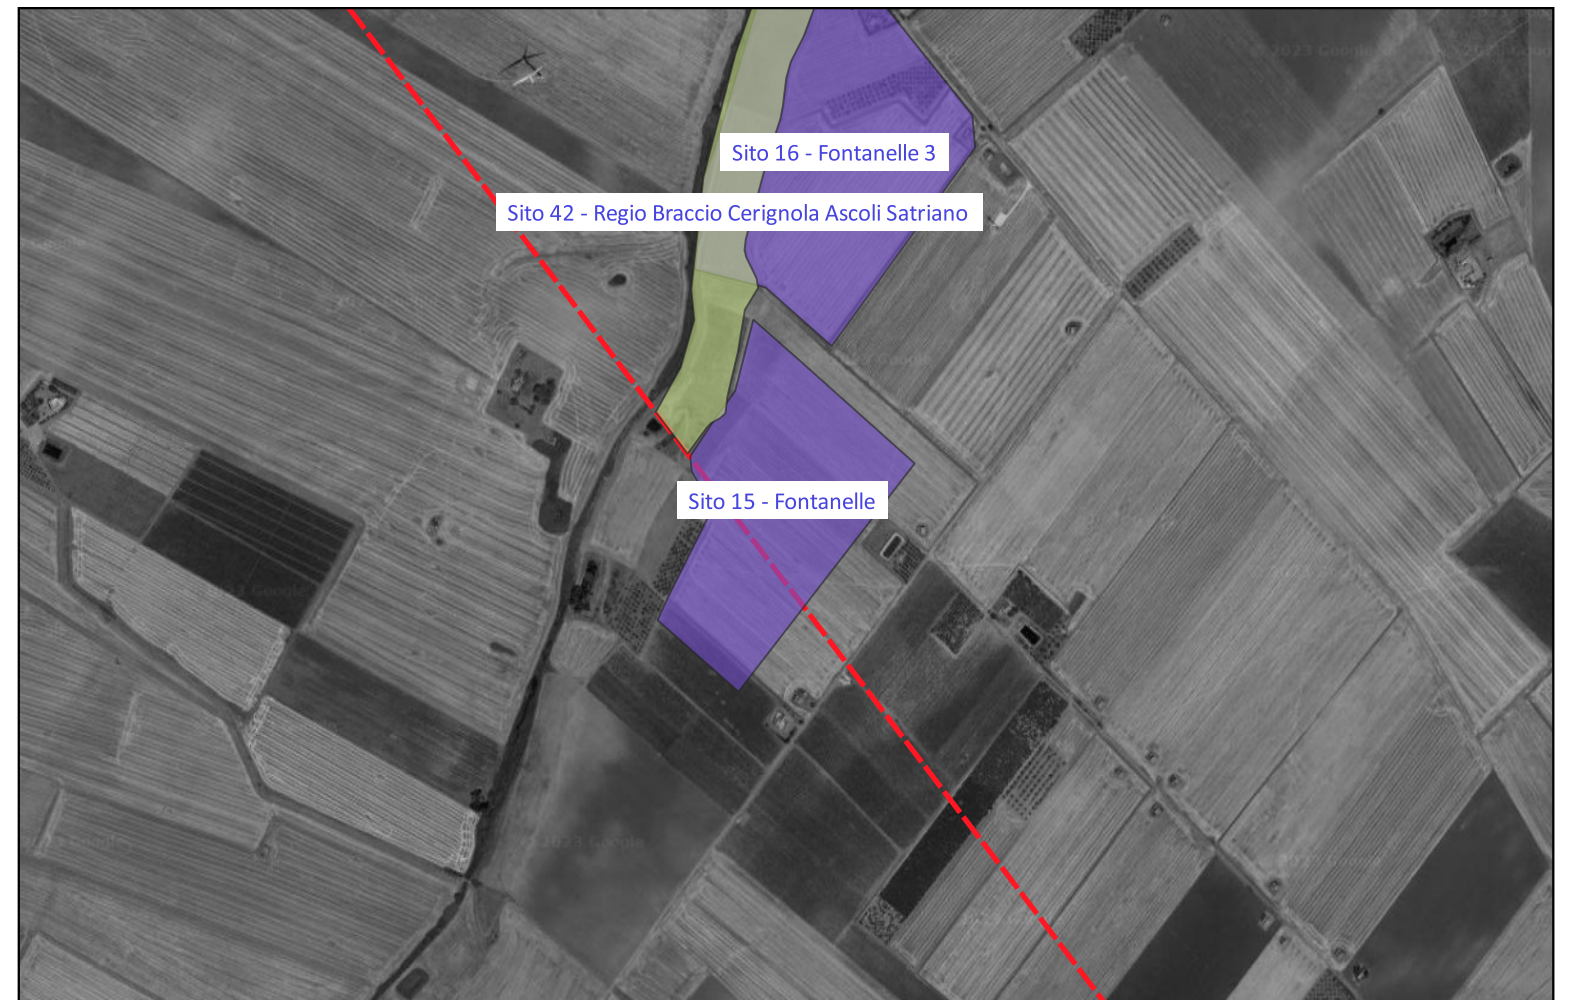 Sito 16 - Fontanelle 3
Sito 42 - Regio Braccio Cerignola Ascoli Satriano
Sito 15 - Fontanelle